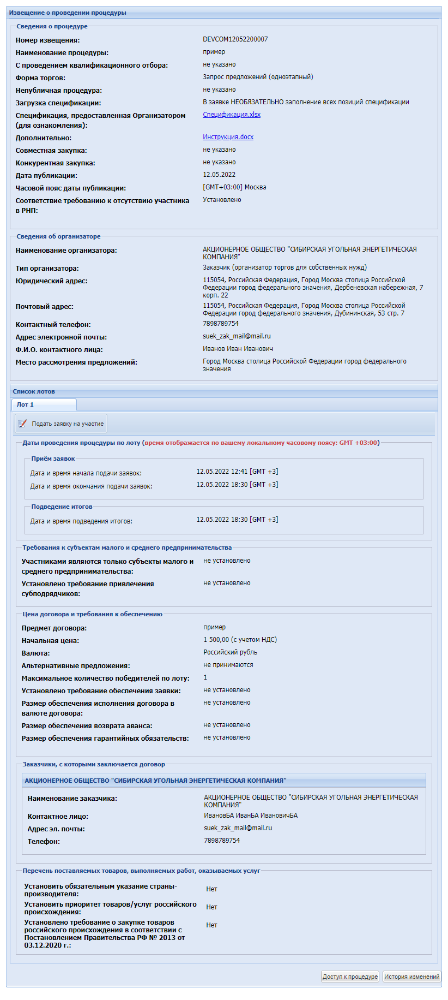 Извещение о проведении процедуры
Сведения о процедуре
Номер извещения: DEVCOM12052200007
Наименование процедуры: пример
С проведением квалификационного отбора: не указано
Форма торгов: Запрос предложений (одноэтапный)
Непубличная процедура: не указано
Загрузка спецификации: В заявке НЕОБЯЗАТЕЛЬНО заполнение всех позиций спецификации
Спецификация, предоставленная Организатором Спецификация.xlsx
(для ознакомления):
Дополнительно: Инструкция.docx
Совместная закупка: не указано
Конкурентная закупка: не указано
Дата публикации: 12.05.2022
Часовой пояс даты публикации: [GMT+03:00] Москва
Соответствие требованию к отсутствию участника Установлено
в РНП:
Сведения об организаторе
Наименование организатора: АКЦИОНЕРНОЕ ОБЩЕСТВО "СИБИРСКАЯ УГОЛЬНАЯ ЭНЕРГЕТИЧЕСКАЯ
КОМПАНИЯ"
Тип организатора: Заказчик (организатор торгов для собственных нужд)
Юридический адрес: 115054, Российская Федерация, Город Москва столица Российской
Федерации город федерального значения, Дербеневская набережная, 7
корп. 22
Почтовый адрес: 115054, Российская Федерация, Город Москва столица Российской
Федерации город федерального значения, Дубининская, 53 стр. 7
Контактный телефон: 7898789754
Адрес электронной почты: suek_zak_mail@mail.ru
Ф.И.О. контактного лица: Иванов Иван Иванович
Место рассмотрения предложений: Город Москва столица Российской Федерации город федерального
значения
Список лотов
Лот 1
Подать заявку на участие
Даты проведения процедуры по лоту (время отображается по вашему локальному часовому поясу: GMT +03:00)
Приём заявок
Дата и время начала подачи заявок: 12.05.2022 12:41 [GMT +3]
Дата и время окончания подачи заявок: 12.05.2022 18:30 [GMT +3]
Подведение итогов
Дата и время подведения итогов: 12.05.2022 18:30 [GMT +3]
Требования к субъектам малого и среднего предпринимательства
Участниками являются только субъекты малого и не установлено
среднего предпринимательства:
Установлено требование привлечения не установлено
субподрядчиков:
Цена договора и требования к обеспечению
Предмет договора: пример
Начальная цена: 1 500,00 (с учетом НДС)
Валюта: Российский рубль
Альтернативные предложения: не принимаются
Максимальное количество победителей по лоту: 1
Установлено требование обеспечения заявки: не установлено
Размер обеспечения исполнения договора в не установлено
валюте договора:
Размер обеспечения возврата аванса: не установлено
Размер обеспечения гарантийных обязательств: не установлено
Заказчики, с которыми заключается договор
АКЦИОНЕРНОЕ ОБЩЕСТВО "СИБИРСКАЯ УГОЛЬНАЯ ЭНЕРГЕТИЧЕСКАЯ КОМПАНИЯ"
Наименование заказчика: АКЦИОНЕРНОЕ ОБЩЕСТВО "СИБИРСКАЯ УГОЛЬНАЯ ЭНЕРГЕТИЧЕСКАЯ
КОМПАНИЯ"
Контактное лицо: ИвановБА ИванБА ИвановичБА
Адрес эл. почты: suek_zak_mail@mail.ru
Телефон: 7898789754
Перечень поставляемых товаров, выполняемых работ, оказываемых услуг
Установить обязательным указание страны- Нет
производителя:
Установить приоритет товаров/услуг российского Нет
происхождения:
Установлено требование о закупке товаров Нет
российского происхождения в соответствии с
Постановлением Правительства РФ № 2013 от
03.12.2020 г.:
Доступ к процедуре История изменений